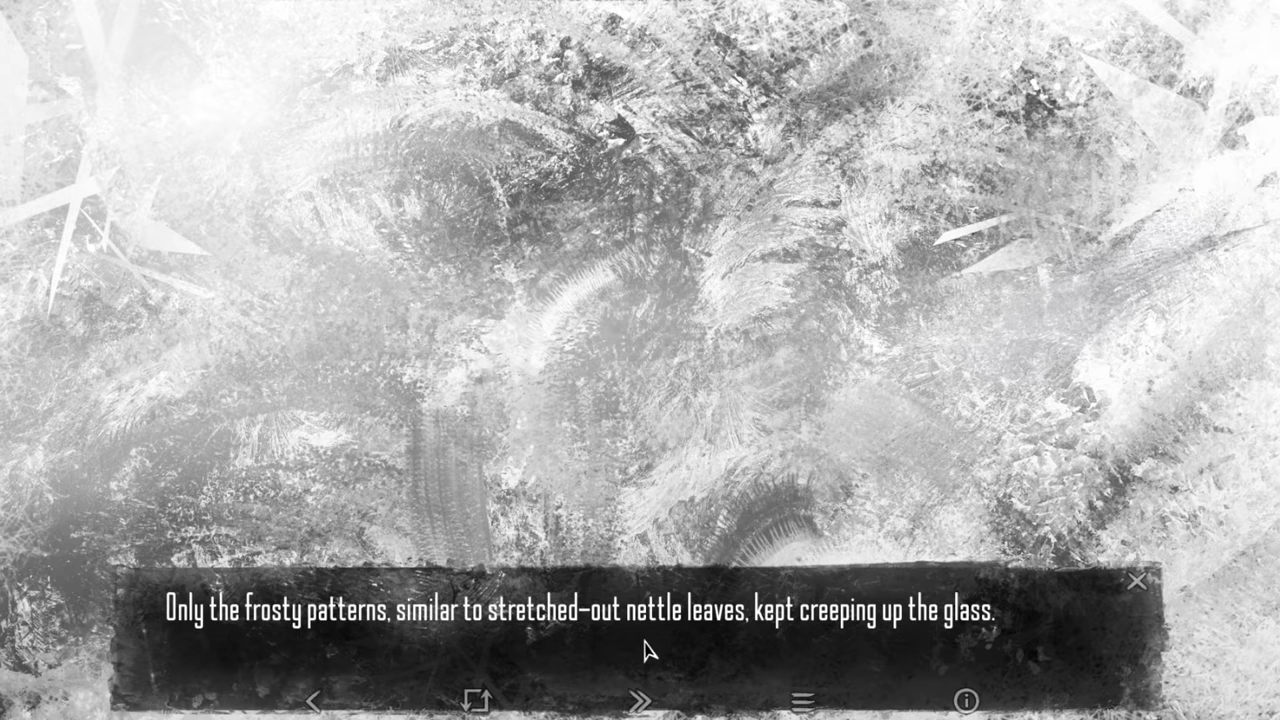 Only the frosty patterns, similar to stretched-out nettle leaves, kept creeping up the glass.